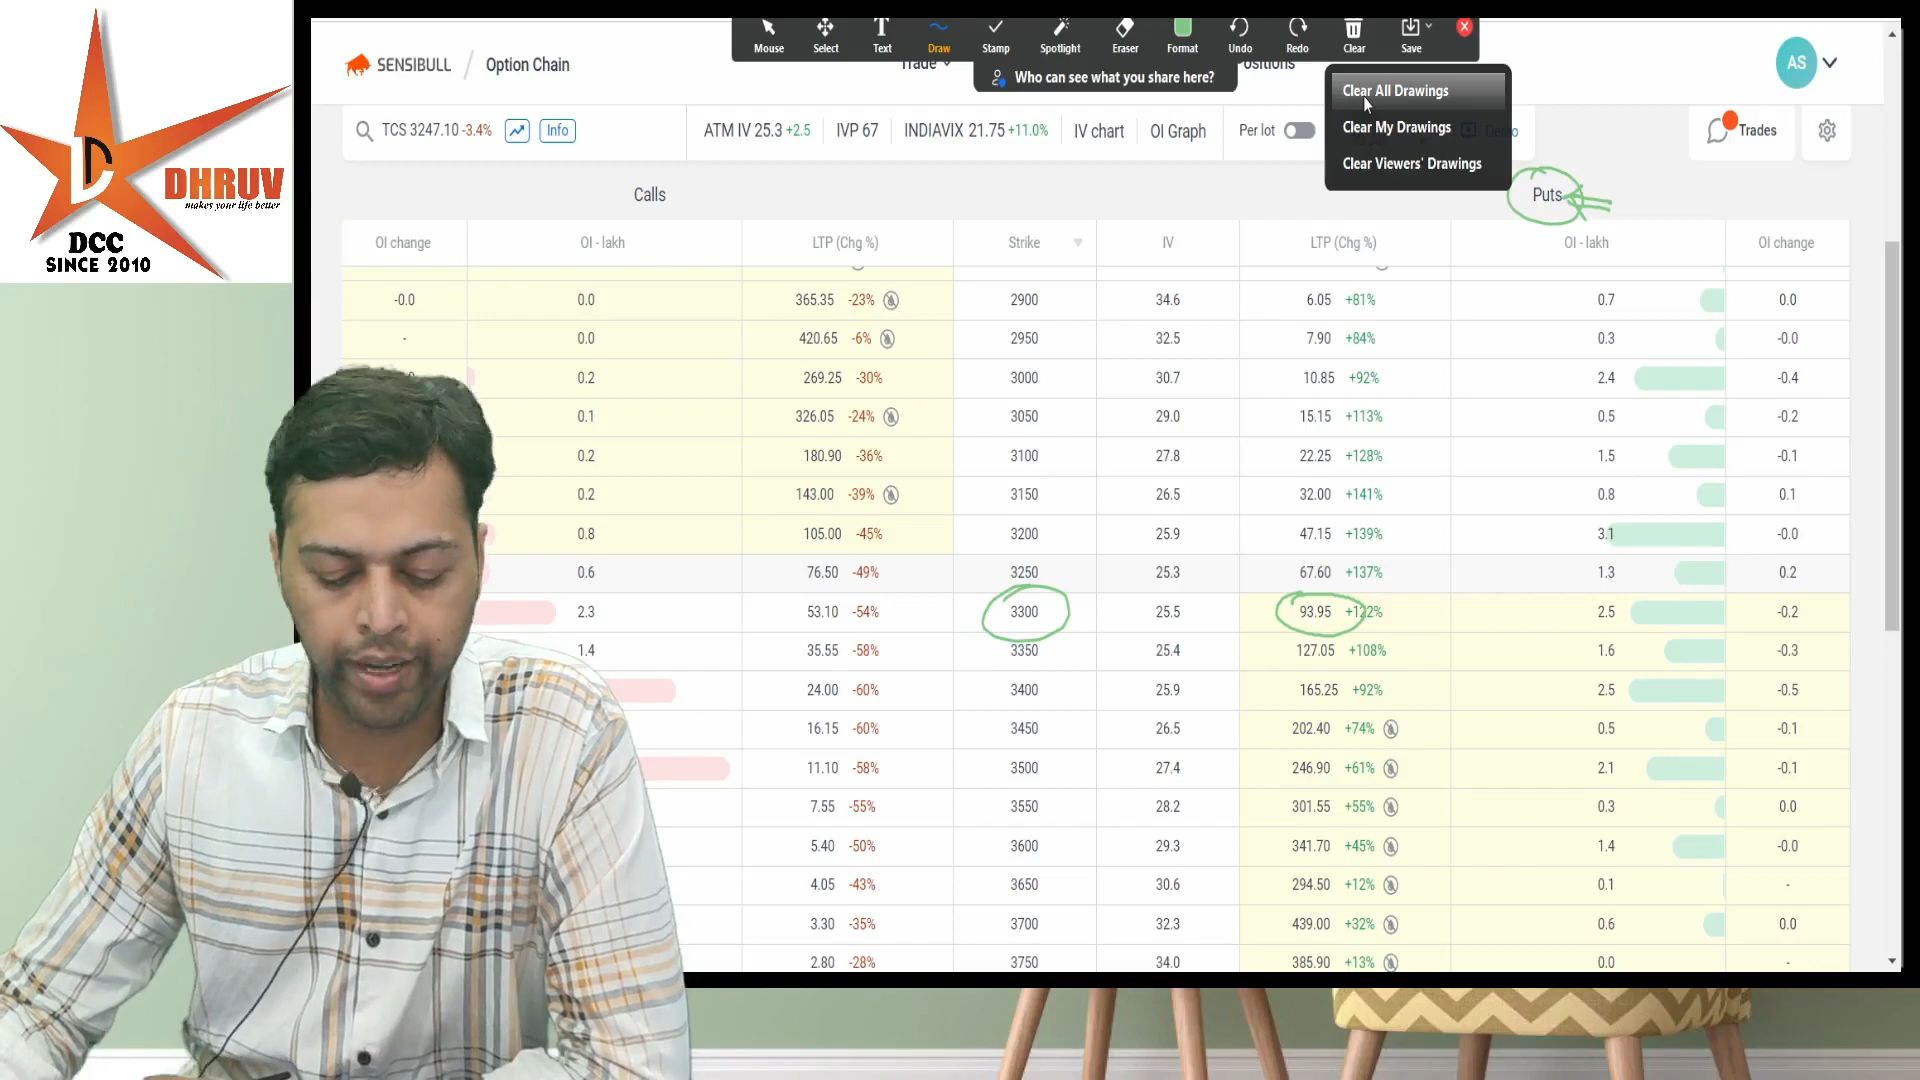 Mouse Select Text Draw Stamp Spotlight Eraser Format Undo Redo Clear Save
SENSIBULL / Option Chain
Trade
Who can see what you share here?
Positions
AS
Clear All Drawings
Clear My Drawings
Clear Viewers' Drawings
TCS 3247.10 -3.4% Info ATM IV 25.3 +2.5 IVP 67 INDIAVIX 21.75 +11.0% IV chart OI Graph Per lot Demo Trades
D
DHRUV
makes your life better
DCC
SINCE 2010
Calls Puts
OI change OI - lakh LTP (Chg %) Strike IV LTP (Chg %) OI - lakh OI change
-0.0 0.0 365.35 -23% 2900 34.6 6.05 +81% 0.7 0.0
- 0.0 420.65 -6% 2950 32.5 7.90 +84% 0.3 -0.0
0.2 269.25 -30% 3000 30.7 10.85 +92% 2.4 -0.4
0.1 326.05 -24% 3050 29.0 15.15 +113% 0.5 -0.2
0.2 180.90 -36% 3100 27.8 22.25 +128% 1.5 -0.1
0.2 143.00 -39% 3150 26.5 32.00 +141% 0.8 0.1
0.8 105.00 -45% 3200 25.9 47.15 +139% 3.1 -0.0
0.6 76.50 -49% 3250 25.3 67.60 +137% 1.3 0.2
2.3 53.10 -54% 3300 25.5 93.95 +122% 2.5 -0.2
1.4 35.55 -58% 3350 25.4 127.05 +108% 1.6 -0.3
24.00 -60% 3400 25.9 165.25 +92% 2.5 -0.5
16.15 -60% 3450 26.5 202.40 +74% 0.5 -0.1
11.10 -58% 3500 27.4 246.90 +61% 2.1 -0.1
7.55 -55% 3550 28.2 301.55 +55% 0.3 0.0
5.40 -50% 3600 29.3 341.70 +45% 1.4 -0.0
4.05 -43% 3650 30.6 294.50 +12% 0.1 -
3.30 -35% 3700 32.3 439.00 +32% 0.6 0.0
2.80 -28% 3750 34.0 385.90 +13% 0.0 -